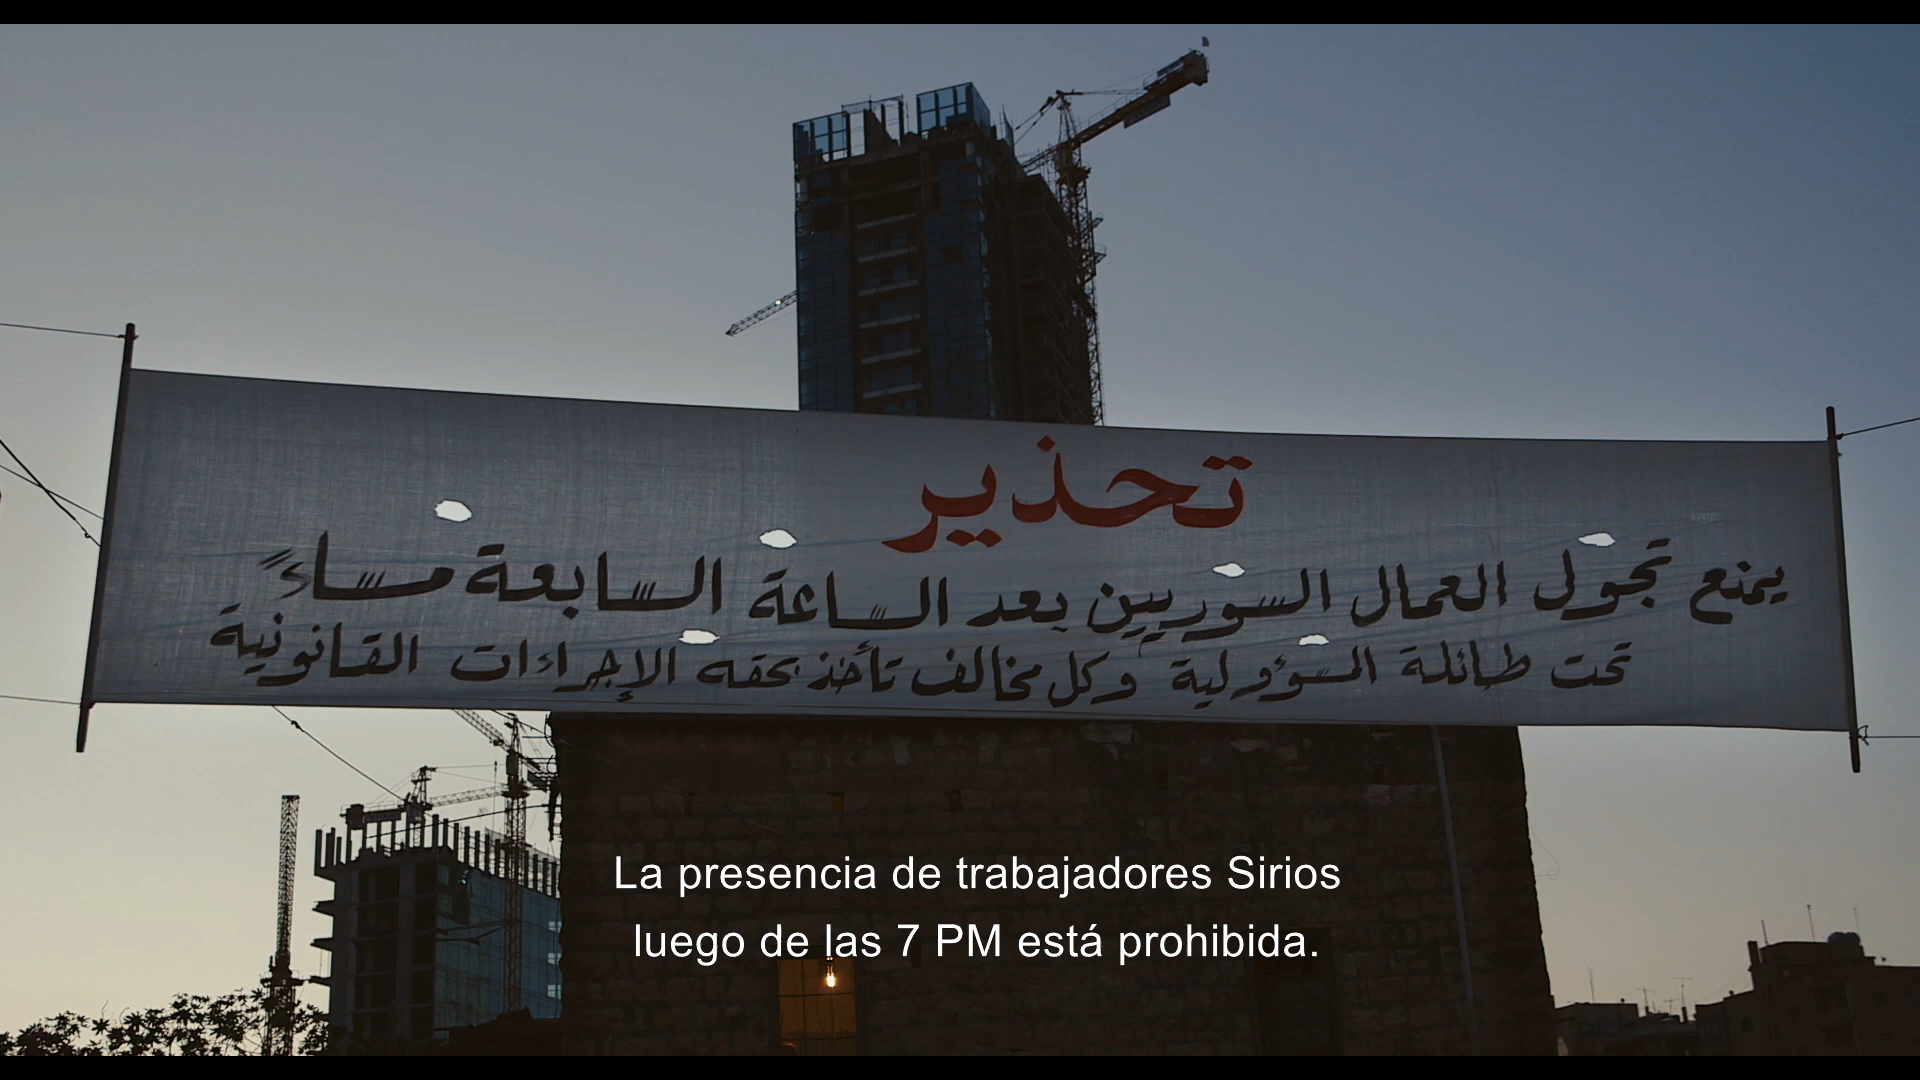 تحذير
يمنع تجول العمال السوريين بعد الساعة السابعة مساءً
تحت طائلة المسؤولية وكل مخالف تأخذ بحقه الإجراءات القانونية
La presencia de trabajadores Sirios
luego de las 7 PM está prohibida.